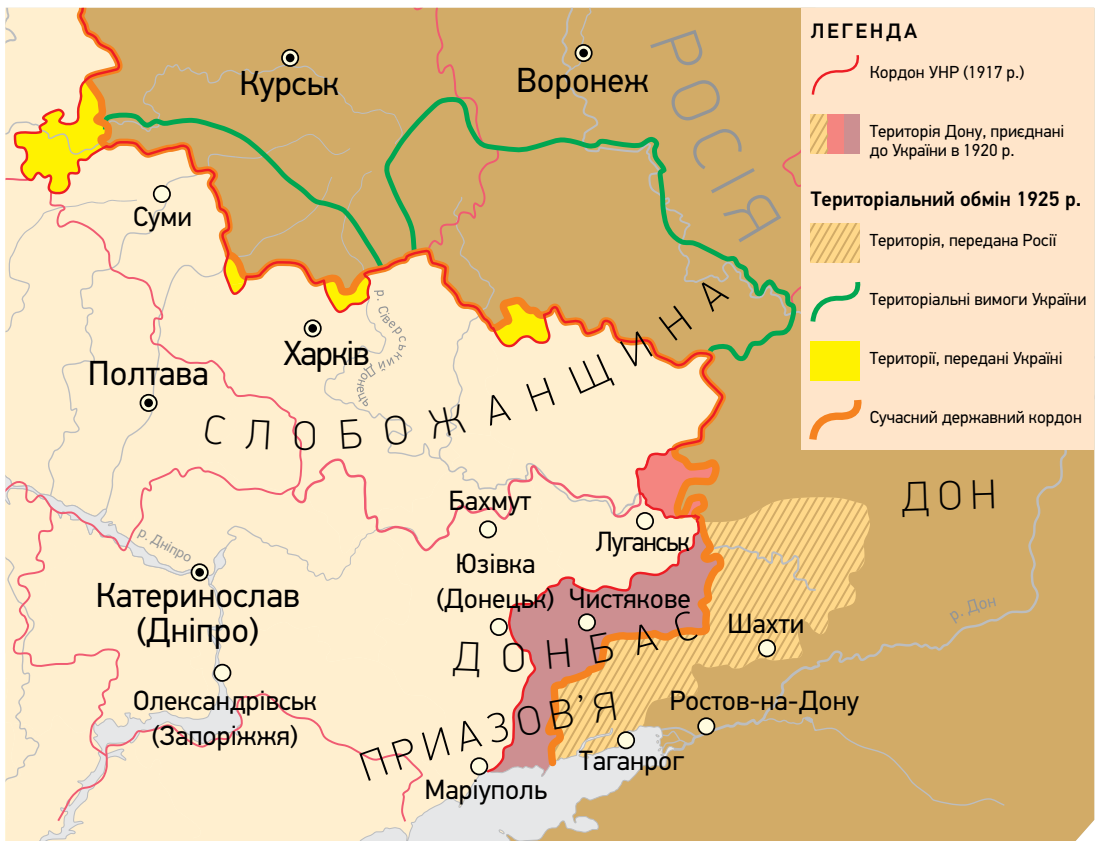 Курськ
Воронеж
РОСІЯ
Суми
р. Сіверський Донець
Харків
Полтава
СЛОБОЖАНЩИНА
Бахмут
Луганськ
ДОН
р. Дніпро
Юзівка
(Донецьк)
Чистякове
Катеринослав
(Дніпро)
ДОНБАС
Шахти
р. Дон
Олександрівськ
(Запоріжжя)
ПРИАЗОВ'Я
Ростов-на-Дону
Таганрог
Маріуполь
ЛЕГЕНДА
Кордон УНР (1917 р.)
Територія Дону, приєднані
до України в 1920 р.
Територіальний обмін 1925 р.
Територія, передана Росії
Територіальні вимоги України
Території, передані Україні
Сучасний державний кордон